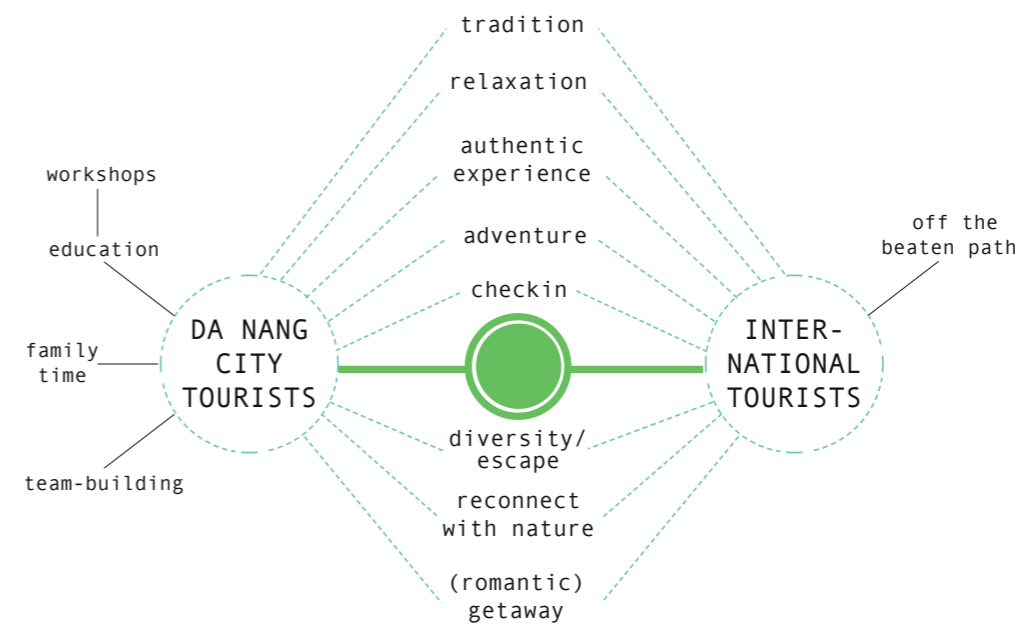 tradition
relaxation
authentic
experience
workshops
off the
beaten path
adventure
education
checkin
DA NANG
CITY
TOURISTS
INTER-
NATIONAL
TOURISTS
family
time
diversity/
escape
team-building
reconnect
with nature
(romantic)
getaway